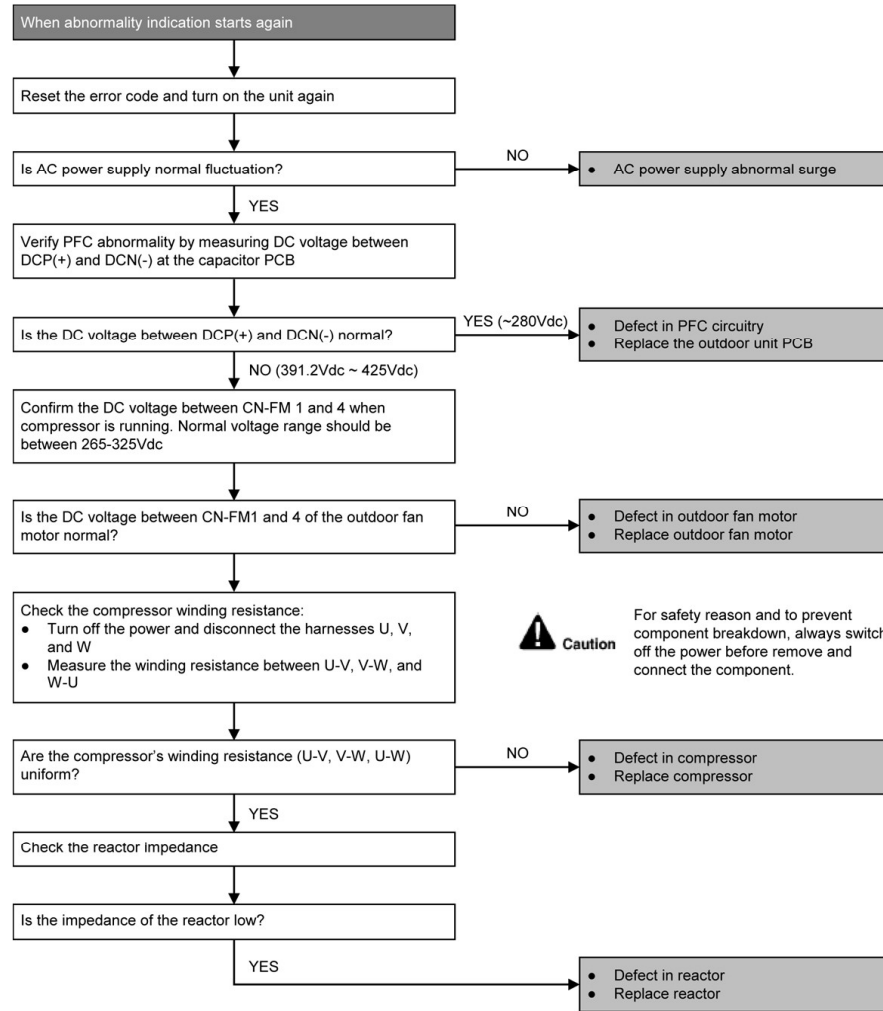 When abnormality indication starts again
Reset the error code and turn on the unit again
Is AC power supply normal fluctuation?
NO
● AC power supply abnormal surge
YES
Verify PFC abnormality by measuring DC voltage between
DCP(+) and DCN(-) at the capacitor PCB
Is the DC voltage between DCP(+) and DCN(-) normal?
YES (~280Vdc)
● Defect in PFC circuitry
● Replace the outdoor unit PCB
NO (391.2Vdc ~ 425Vdc)
Confirm the DC voltage between CN-FM 1 and 4 when
compressor is running. Normal voltage range should be
between 265-325Vdc
Is the DC voltage between CN-FM1 and 4 of the outdoor fan
motor normal?
NO
● Defect in outdoor fan motor
● Replace outdoor fan motor
Check the compressor winding resistance:
● Turn off the power and disconnect the harnesses U, V,
and W
● Measure the winding resistance between U-V, V-W, and
W-U
Caution
For safety reason and to prevent
component breakdown, always switch
off the power before remove and
connect the component.
Are the compressor's winding resistance (U-V, V-W, U-W)
uniform?
NO
● Defect in compressor
● Replace compressor
YES
Check the reactor impedance
Is the impedance of the reactor low?
YES
● Defect in reactor
● Replace reactor